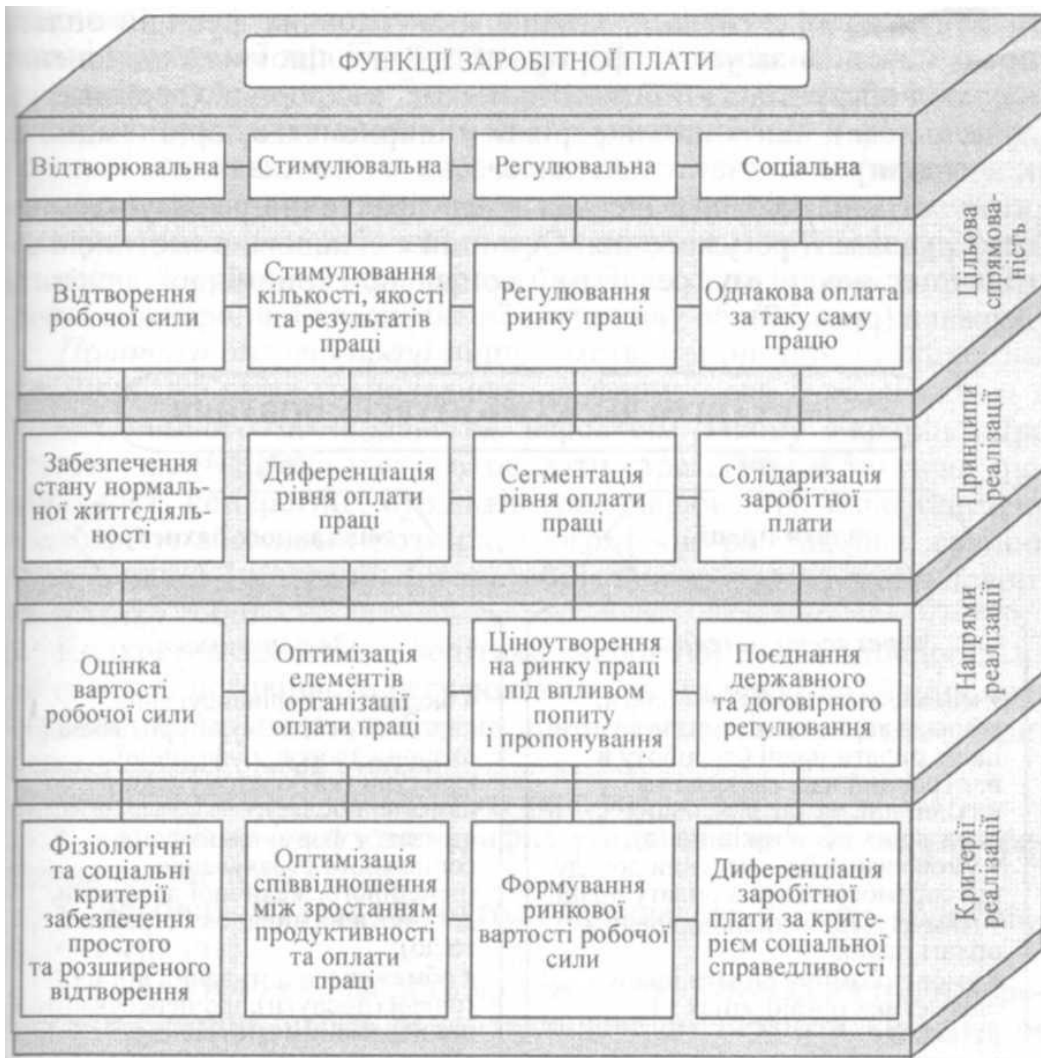 ФУНКЦІЇ ЗАРОБІТНОЇ ПЛАТИ
Відтворювальна
Стимулювальна
Регулювальна
Соціальна
Відтворення
робочої сили
Стимулювання
кількості, якості
та результатів
праці
Регулювання
ринку праці
Однакова оплата
за таку саму
працю
Цільова
спрямова-
ність
Забезпечення
стану нормаль-
ної життєдіяль-
ності
Диференціація
рівня оплати
праці
Сегментація
рівня оплати
праці
Солідаризація
заробітної
плати
Принципи
реалізації
Оцінка
вартості
робочої сили
Оптимізація
елементів
організації
оплати праці
Ціноутворення
на ринку праці
під впливом
попиту
і пропонування
Поєднання
державного
та договірного
регулювання
Напрями
реалізації
Фізіологічні
та соціальні
критерії
забезпечення
простого
та розширеного
відтворення
Оптимізація
співвідношення
між зростанням
продуктивності
та оплати
праці
Формування
ринкової
вартості робочої
сили
Диференціація
заробітної
плати за крите-
рієм соціальної
справедливості
Критерії
реалізації